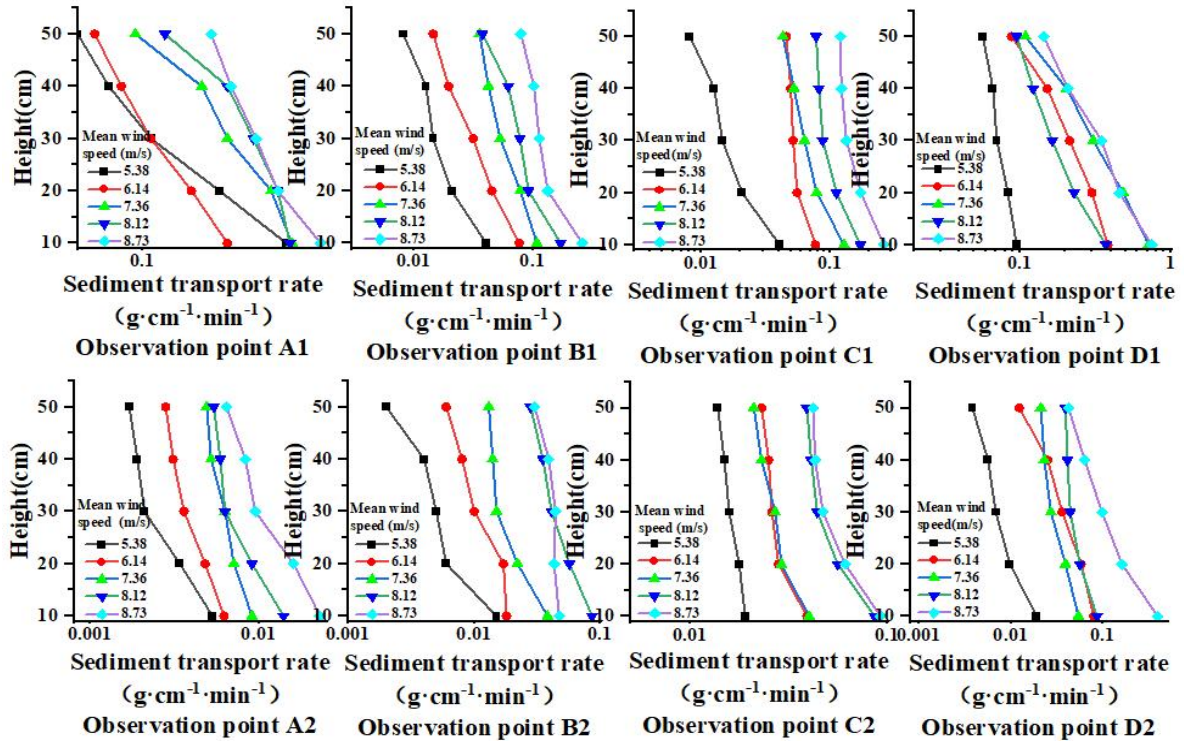 Height(cm)
50
40
30
20
10
Mean wind
speed (m/s)
5.38
6.14
7.36
8.12
8.73
0.1
Sediment transport rate
（g·cm⁻¹·min⁻¹）
Observation point A1
Height(cm)
50
40
30
20
10
Mean wind
speed (m/s)
5.38
6.14
7.36
8.12
8.73
0.01
0.1
Sediment transport rate
（g·cm⁻¹·min⁻¹）
Observation point B1
Height(cm)
50
40
30
20
10
Mean wind
speed (m/s)
5.38
6.14
7.36
8.12
8.73
0.01
0.1
Sediment transport rate
（g·cm⁻¹·min⁻¹）
Observation point C1
Height(cm)
50
40
30
20
10
Mean wind
speed (m/s)
5.38
6.14
7.36
8.12
8.73
0.1
1
Sediment transport rate
（g·cm⁻¹·min⁻¹）
Observation point D1
Height(cm)
50
40
30
20
10
Mean wind
speed (m/s)
5.38
6.14
7.36
8.12
8.73
0.001
0.01
Sediment transport rate
（g·cm⁻¹·min⁻¹）
Observation point A2
Height(cm)
50
40
30
20
10
Mean wind
speed (m/s)
5.38
6.14
7.36
8.12
8.73
0.001
0.01
0.1
Sediment transport rate
（g·cm⁻¹·min⁻¹）
Observation point B2
Height(cm)
50
40
30
20
10
Mean wind
speed (m/s)
5.38
6.14
7.36
8.12
8.73
0.01
0.10
Sediment transport rate
（g·cm⁻¹·min⁻¹）
Observation point C2
Height(cm)
50
40
30
20
10
Mean wind
speed(m/s)
5.38
6.14
7.36
8.12
8.73
0.001
0.01
0.1
Sediment transport rate
（g·cm⁻¹·min⁻¹）
Observation point D2